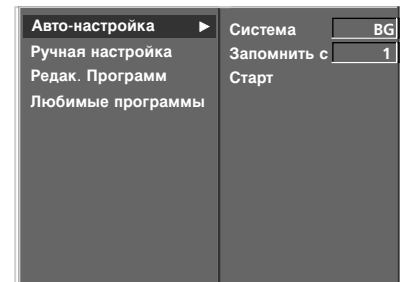 Авто-настройка ►
Ручная настройка
Редак. Программ
Любимые программы
Система BG
Запомнить с 1
Старт